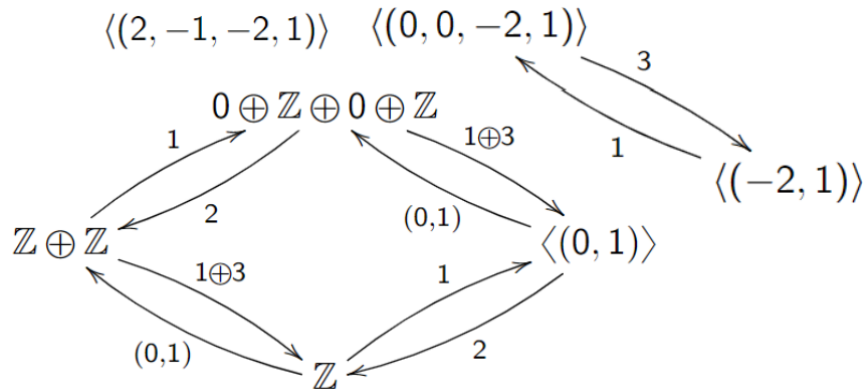 ⟨(2, −1, −2, 1)⟩ ⟨(0, 0, −2, 1)⟩
3
0 ⊕ ℤ ⊕ 0 ⊕ ℤ
1 1⊕3 1
⟨(−2, 1)⟩
2 (0,1)
ℤ ⊕ ℤ ⟨(0, 1)⟩
1⊕3 1
(0,1) 2
ℤ